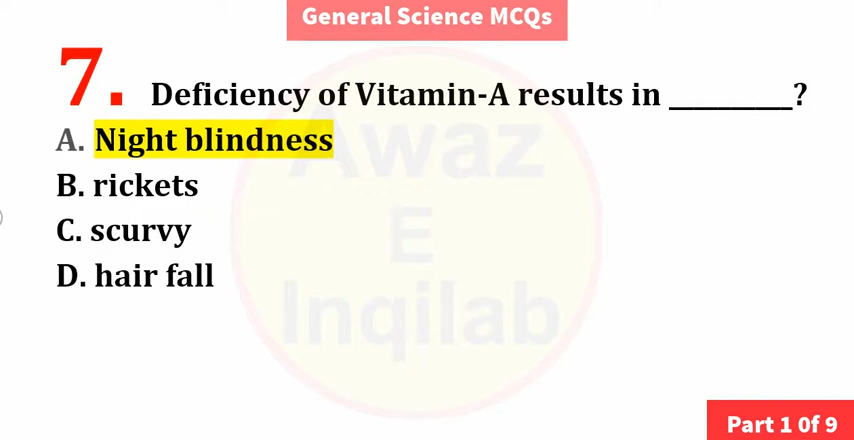 General Science MCQs
7. Deficiency of Vitamin-A results in __________?
A. Night blindness
B. rickets
C. scurvy
D. hair fall
Awaz
E
Inqilab
Part 1 0f 9